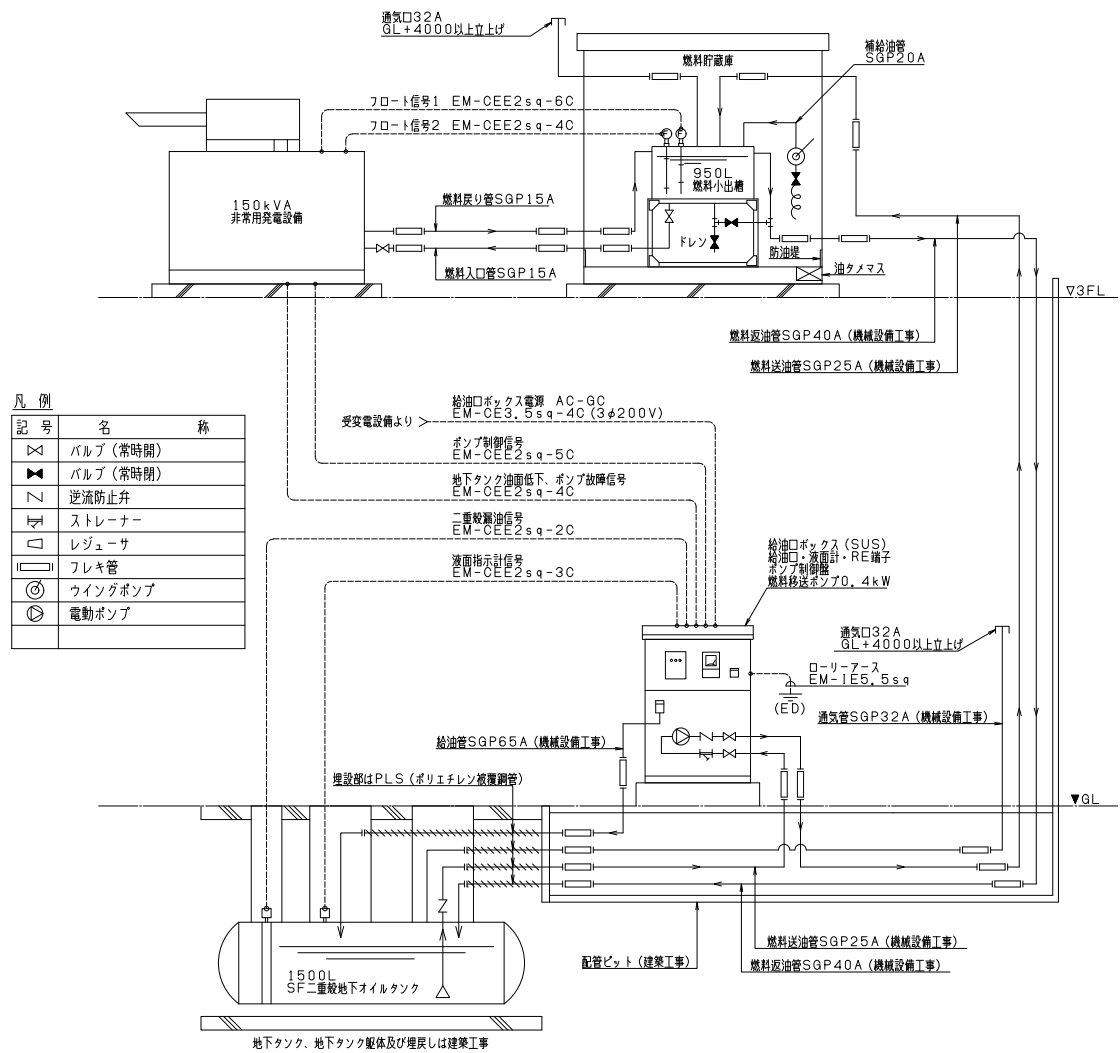 通気口32A
GL+4000以上立上げ
燃料貯蔵庫
補給油管
SGP20A
フロート信号1 EM-CEE2sq-6C
フロート信号2 EM-CEE2sq-4C
950L
燃料小出槽
150kVA
非常用発電設備
燃料戻り管SGP15A
ドレン
防油堤
燃料入口管SGP15A
油タメマス
▽3FL
燃料返油管SGP40A(機械設備工事)
燃料送油管SGP25A(機械設備工事)
凡 例
記 号 名 称
バルブ(常時開)
バルブ(常時閉)
逆流防止弁
ストレーナー
レジューサ
フレキ管
ウイングポンプ
電動ポンプ
受変電設備より
給油口ボックス電源 AC-GC
EM-CE3.5sq-4C(3φ200V)
ポンプ制御信号
EM-CEE2sq-5C
地下タンク油面低下、ポンプ故障信号
EM-CEE2sq-4C
二重殻漏油信号
EM-CEE2sq-2C
液面指示計信号
EM-CEE2sq-3C
給油口ボックス(SUS)
給油口・液面計・RE端子
ポンプ制御盤
燃料移送ポンプ0.4kW
通気口32A
GL+4000以上立上げ
ローリーアース
EM-IE5.5sq
(ED)
通気管SGP32A(機械設備工事)
給油管SGP65A(機械設備工事)
埋設部はPLS(ポリエチレン被覆鋼管)
▼GL
燃料送油管SGP25A(機械設備工事)
配管ピット(建築工事)
燃料返油管SGP40A(機械設備工事)
1500L
SF二重殻地下オイルタンク
地下タンク、地下タンク躯体及び埋戻しは建築工事